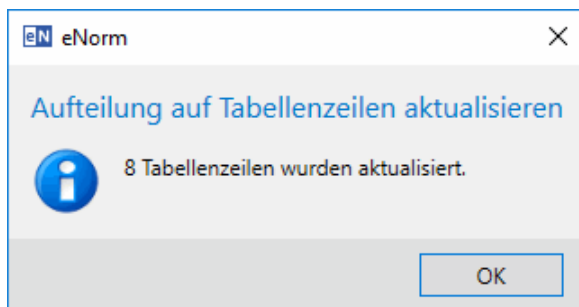 eN eNorm
Aufteilung auf Tabellenzeilen aktualisieren
8 Tabellenzeilen wurden aktualisiert.
OK